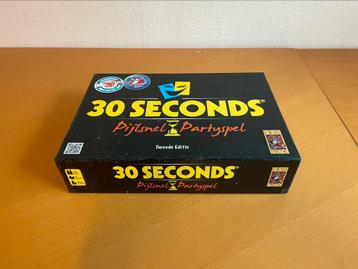 30 SECONDS®
Pijlsnel Partyspel
Tweede Editie
30 SECONDS®
Pijlsnel Partyspel